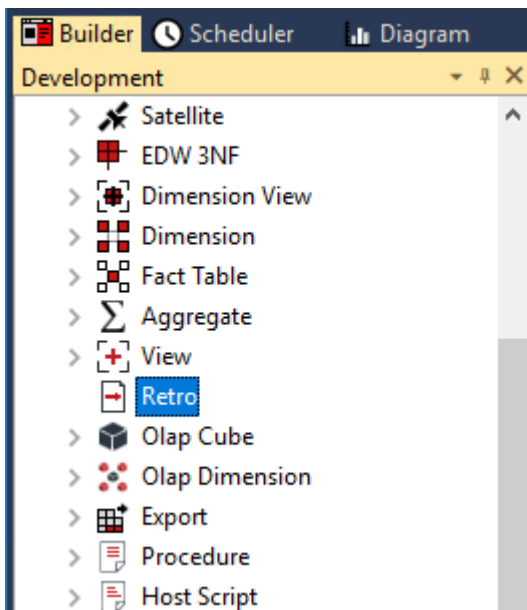 Builder Scheduler Diagram
Development
Satellite
EDW 3NF
Dimension View
Dimension
Fact Table
Aggregate
View
Retro
Olap Cube
Olap Dimension
Export
Procedure
Host Script